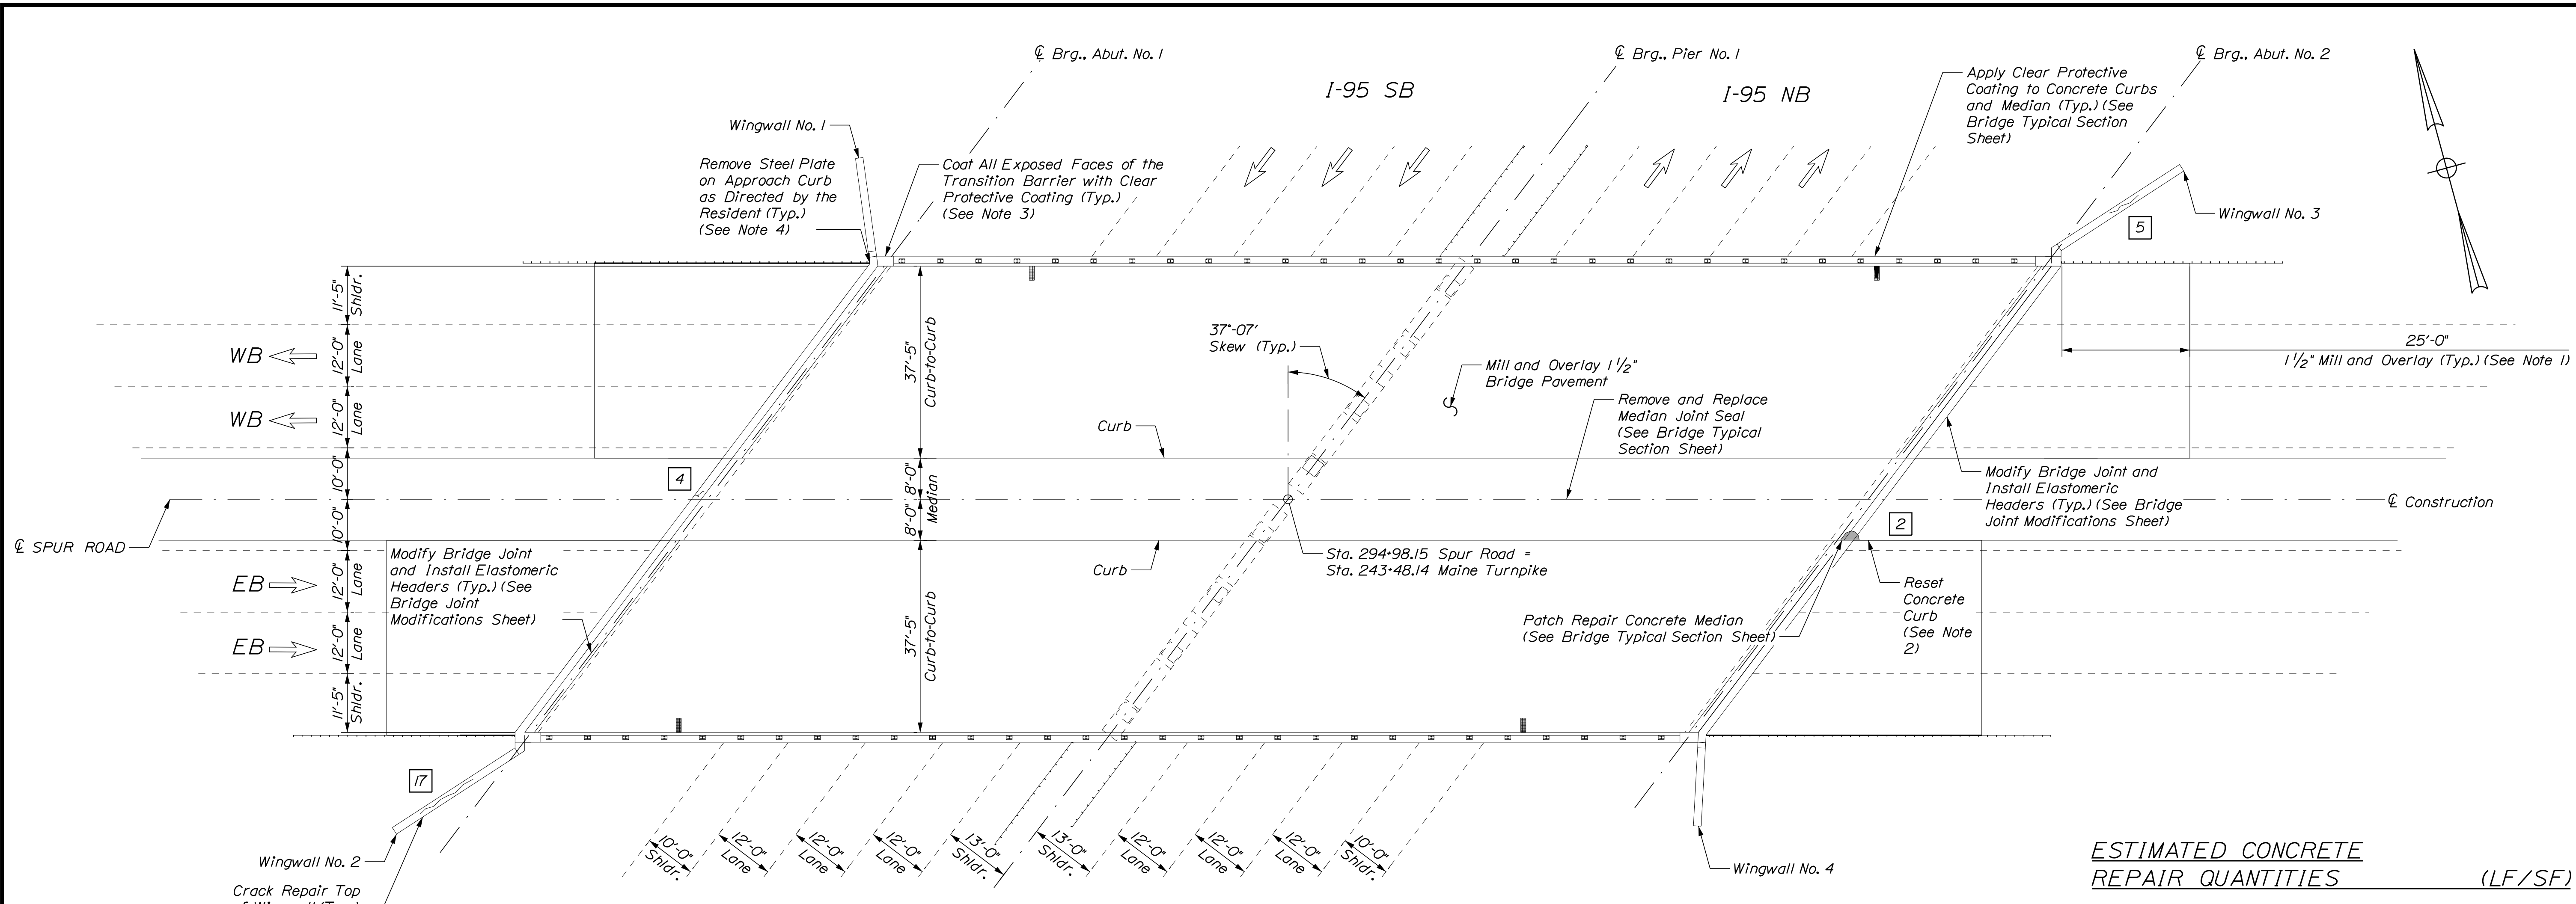 ℄ Brg., Abut. No. 1
℄ Brg., Pier No. 1
℄ Brg., Abut. No. 2
I-95 SB
I-95 NB
Apply Clear Protective
Coating to Concrete Curbs
and Median (Typ.) (See
Bridge Typical Section
Sheet)
Wingwall No. 1
Remove Steel Plate
on Approach Curb
as Directed by the
Resident (Typ.)
(See Note 4)
Coat All Exposed Faces of the
Transition Barrier with Clear
Protective Coating (Typ.)
(See Note 3)
5
Wingwall No. 3
11'-5"
Shldr.
12'-0"
Lane
12'-0"
Lane
10'-0"
10'-0"
12'-0"
Lane
12'-0"
Lane
11'-5"
Shldr.
WB
WB
EB
EB
37'-5"
Curb-to-Curb
8'-0"
8'-0"
Median
37'-5"
Curb-to-Curb
37°-07'
Skew (Typ.)
Mill and Overlay 1 1/2"
Bridge Pavement
25'-0"
1 1/2" Mill and Overlay (Typ.) (See Note 1)
Remove and Replace
Median Joint Seal
(See Bridge Typical
Section Sheet)
Curb
4
Modify Bridge Joint and
Install Elastomeric
Headers (Typ.) (See Bridge
Joint Modifications Sheet)
℄ Construction
2
℄ SPUR ROAD
Modify Bridge Joint
and Install Elastomeric
Headers (Typ.) (See
Bridge Joint
Modifications Sheet)
Curb
Sta. 294+98.15 Spur Road =
Sta. 243+48.14 Maine Turnpike
Reset
Concrete
Curb
(See Note
2)
Patch Repair Concrete Median
(See Bridge Typical Section Sheet)
17
10'-0"
Shldr.
12'-0"
Lane
12'-0"
Lane
12'-0"
Lane
13'-0"
Shldr.
13'-0"
Shldr.
12'-0"
Lane
12'-0"
Lane
12'-0"
Lane
10'-0"
Shldr.
Wingwall No. 2
Wingwall No. 4
Crack Repair Top
ESTIMATED CONCRETE
REPAIR QUANTITIES (LF/SF)